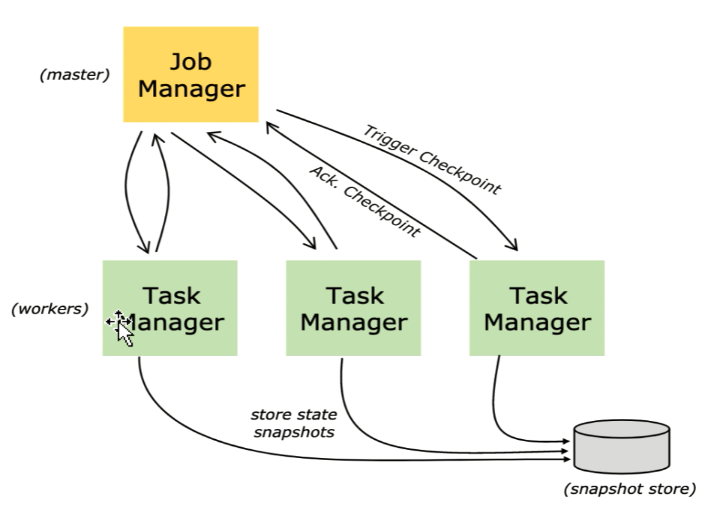 Job
Manager
(master)
Trigger Checkpoint
Ack. Checkpoint
(workers)
Task
Manager
Task
Manager
Task
Manager
store state
snapshots
(snapshot store)